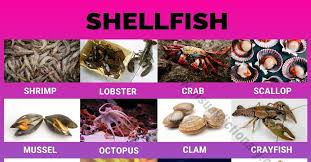 SHELLFISH
SHRIMP LOBSTER CRAB SCALLOP
MUSSEL OCTOPUS CLAM CRAYFISH